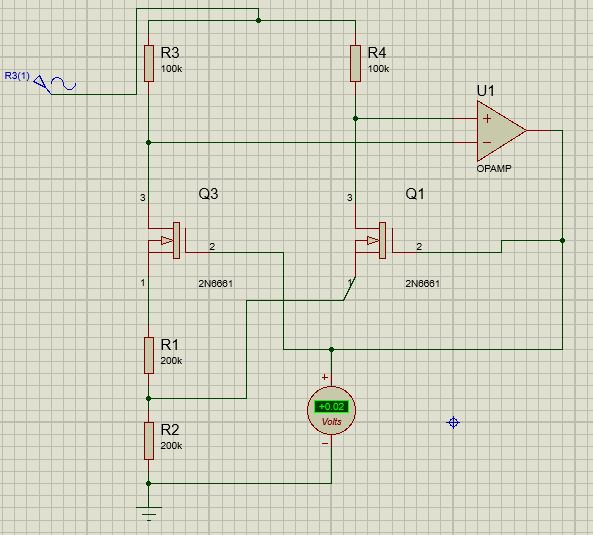 R3
100k
R4
100k
R3(1)
U1
+
−
OPAMP
3
Q3
3
Q1
2
2
1
2N6661
1
2N6661
R1
200k
+
+0.02
Volts
−
R2
200k